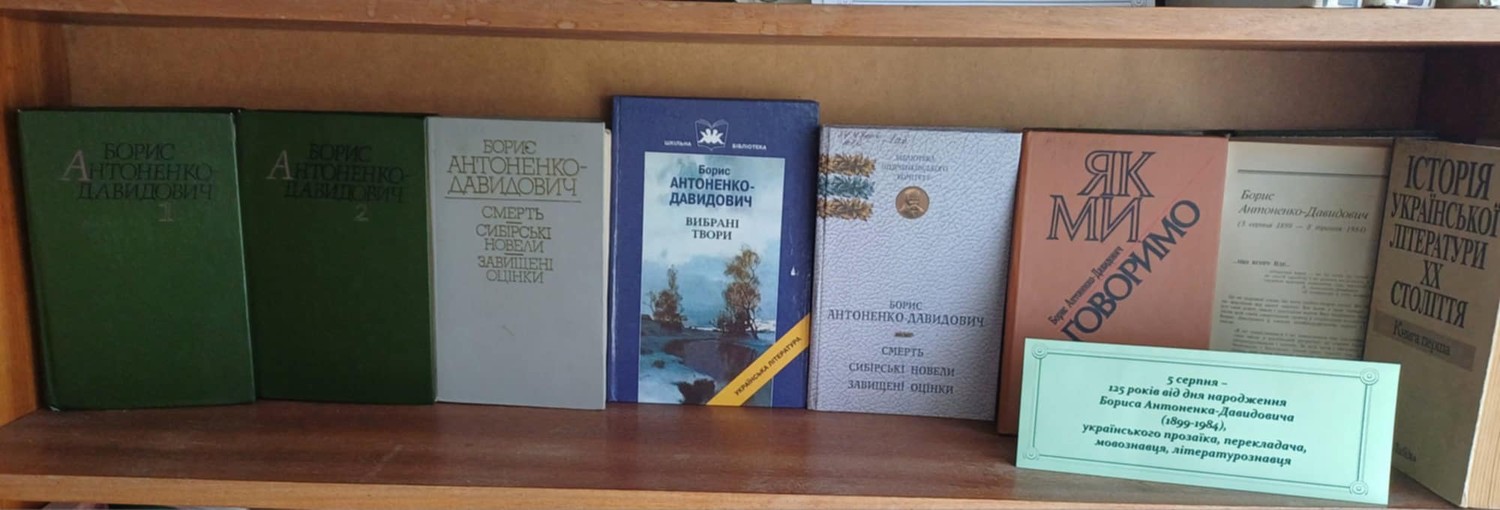 БОРИС
АНТОНЕНКО-
ДАВИДОВИЧ
1
БОРИС
АНТОНЕНКО-
ДАВИДОВИЧ
2
БОРИС
АНТОНЕНКО-
ДАВИДОВИЧ
СМЕРТЬ
СИБІРСЬКІ
НОВЕЛИ
ЗАВИЩЕНІ
ОЦІНКИ
ШКІЛЬНА БІБЛІОТЕКА
Борис
АНТОНЕНКО-
ДАВИДОВИЧ
ВИБРАНІ
ТВОРИ
УКРАЇНСЬКА ЛІТЕРАТУРА
БІБЛІОТЕКА
ШЕВЧЕНКІВСЬКОГО
КОМІТЕТУ
БОРИС
АНТОНЕНКО-ДАВИДОВИЧ
СМЕРТЬ
СИБІРСЬКІ НОВЕЛИ
ЗАВИЩЕНІ ОЦІНКИ
ЯК
МИ
ГОВОРИМО
Борис Антоненко-Давидович
Борис
Антоненко-Давидович
ІСТОРІЯ
УКРАЇНСЬКОЇ
ЛІТЕРАТУРИ
XX
СТОЛІТТЯ
Книга перша
5 серпня –
125 років від дня народження
Бориса Антоненка-Давидовича
(1899-1984),
українського прозаїка, перекладача,
мовознавця, літературознавця